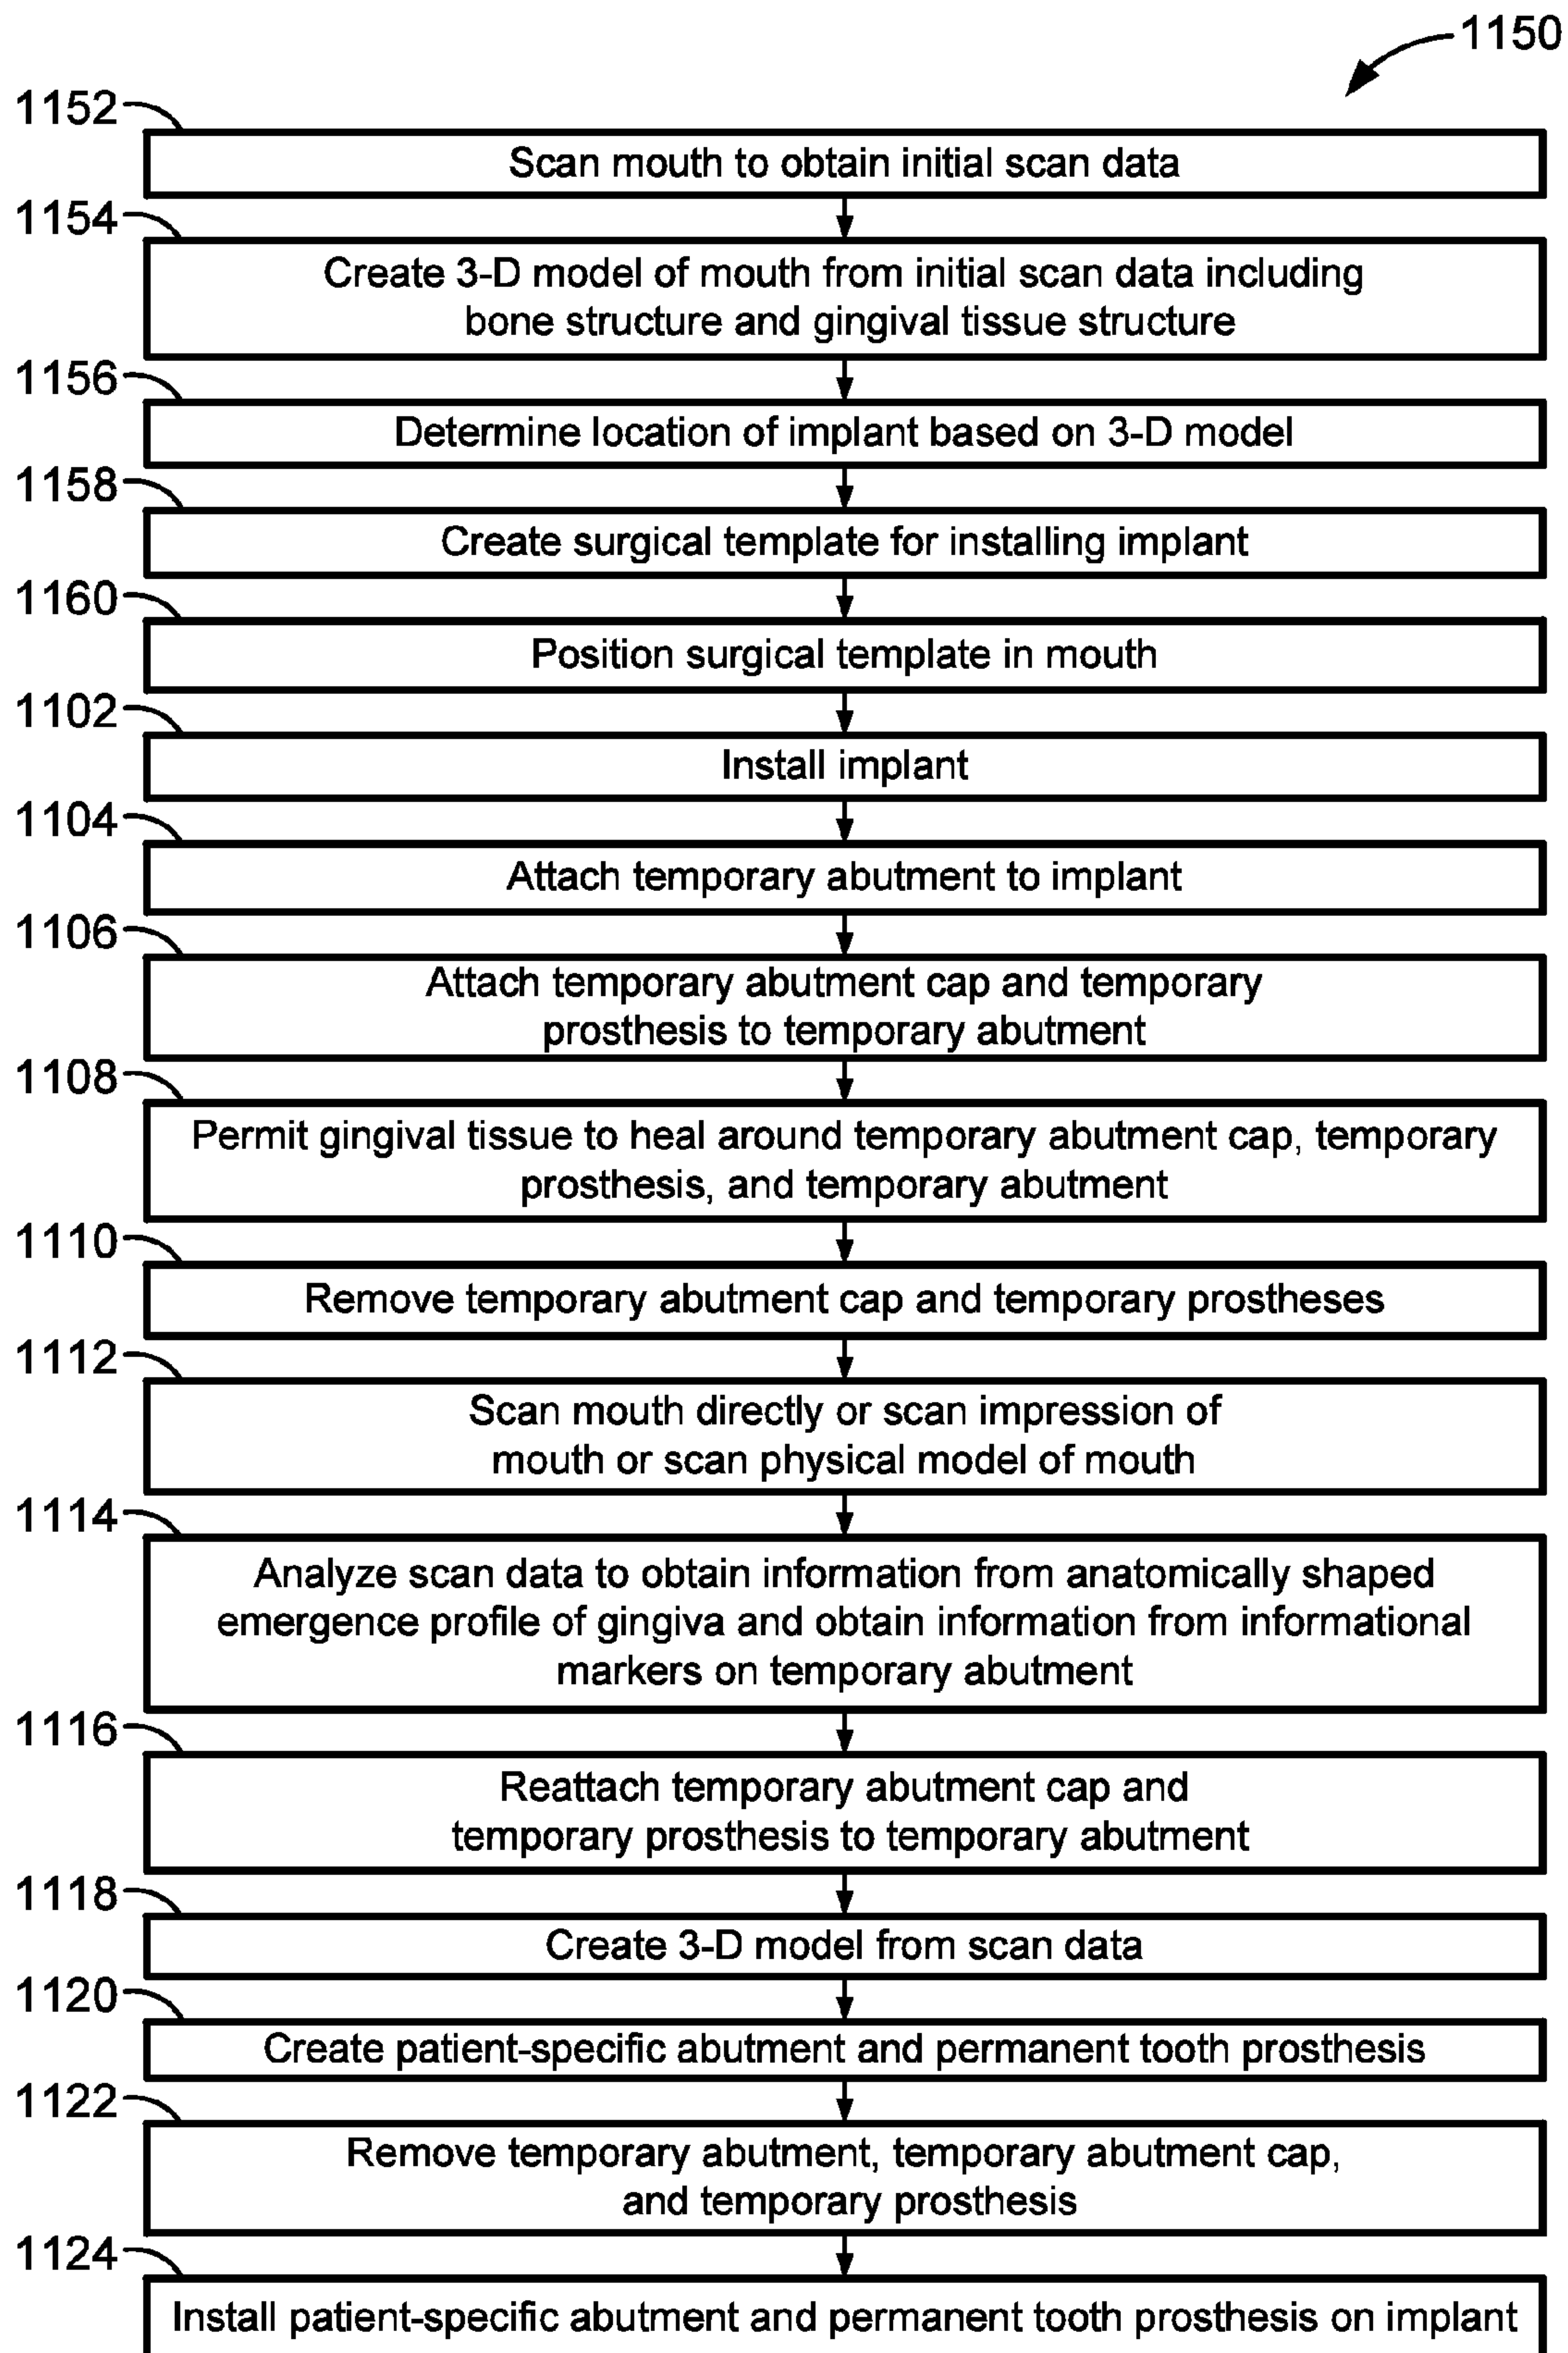 1150
1152
Scan mouth to obtain initial scan data
1154
Create 3-D model of mouth from initial scan data including
bone structure and gingival tissue structure
1156
Determine location of implant based on 3-D model
1158
Create surgical template for installing implant
1160
Position surgical template in mouth
1102
Install implant
1104
Attach temporary abutment to implant
1106
Attach temporary abutment cap and temporary
prosthesis to temporary abutment
1108
Permit gingival tissue to heal around temporary abutment cap, temporary
prosthesis, and temporary abutment
1110
Remove temporary abutment cap and temporary prostheses
1112
Scan mouth directly or scan impression of
mouth or scan physical model of mouth
1114
Analyze scan data to obtain information from anatomically shaped
emergence profile of gingiva and obtain information from informational
markers on temporary abutment
1116
Reattach temporary abutment cap and
temporary prosthesis to temporary abutment
1118
Create 3-D model from scan data
1120
Create patient-specific abutment and permanent tooth prosthesis
1122
Remove temporary abutment, temporary abutment cap,
and temporary prosthesis
1124
Install patient-specific abutment and permanent tooth prosthesis on implant